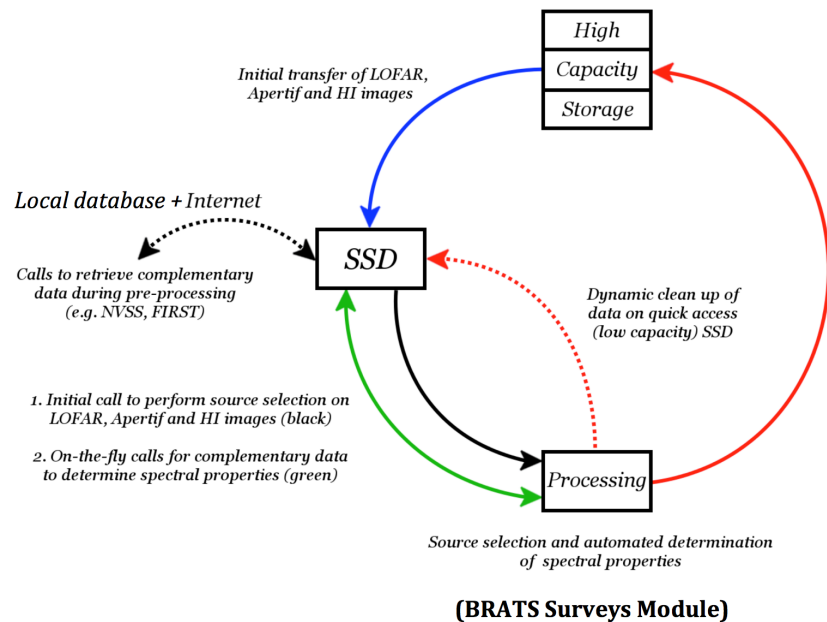 High
Capacity
Storage
Initial transfer of LOFAR,
Apertif and HI images
Local database + Internet
SSD
Calls to retrieve complementary
data during pre-processing
(e.g. NVSS, FIRST)
Dynamic clean up of
data on quick access
(low capacity) SSD
1. Initial call to perform source selection on
LOFAR, Apertif and HI images (black)
2. On-the-fly calls for complementary data
to determine spectral properties (green)
Processing
Source selection and automated determination
of spectral properties
(BRATS Surveys Module)